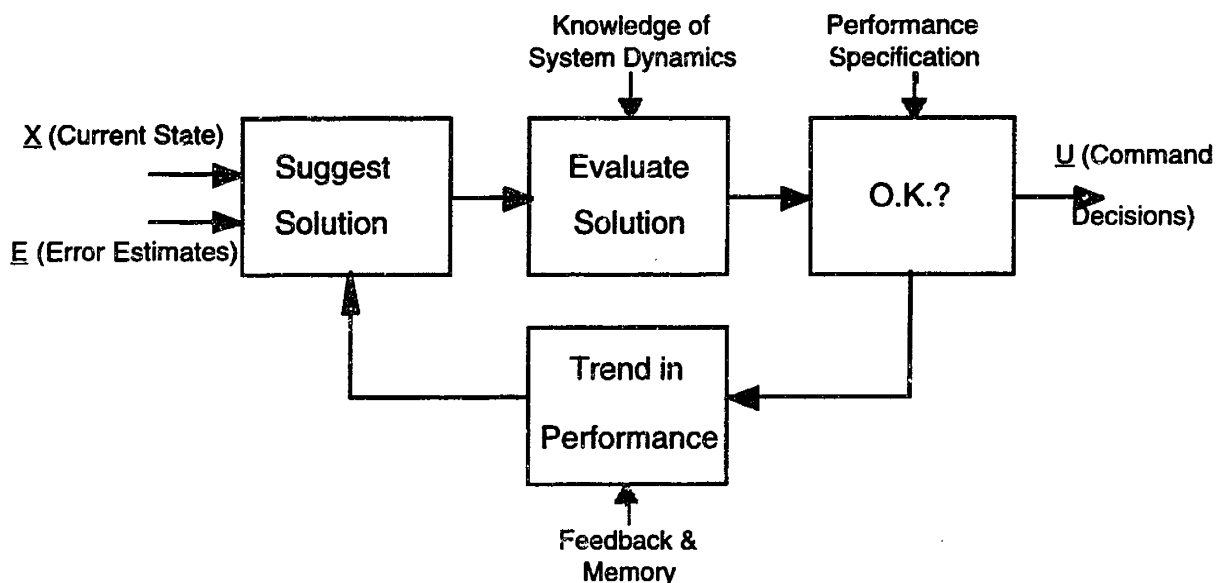 Knowledge of
System Dynamics
Performance
Specification
X (Current State)
E (Error Estimates)
Suggest
Solution
Evaluate
Solution
O.K.?
U (Command
Decisions)
Trend in
Performance
Feedback &
Memory